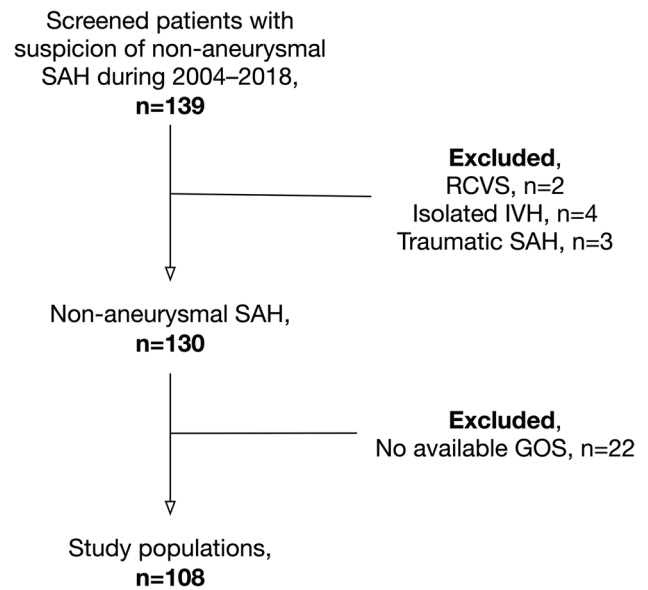 Screened patients with
suspicion of non-aneurysmal
SAH during 2004–2018,
n=139
Excluded,
RCVS, n=2
Isolated IVH, n=4
Traumatic SAH, n=3
Non-aneurysmal SAH,
n=130
Excluded,
No available GOS, n=22
Study populations,
n=108